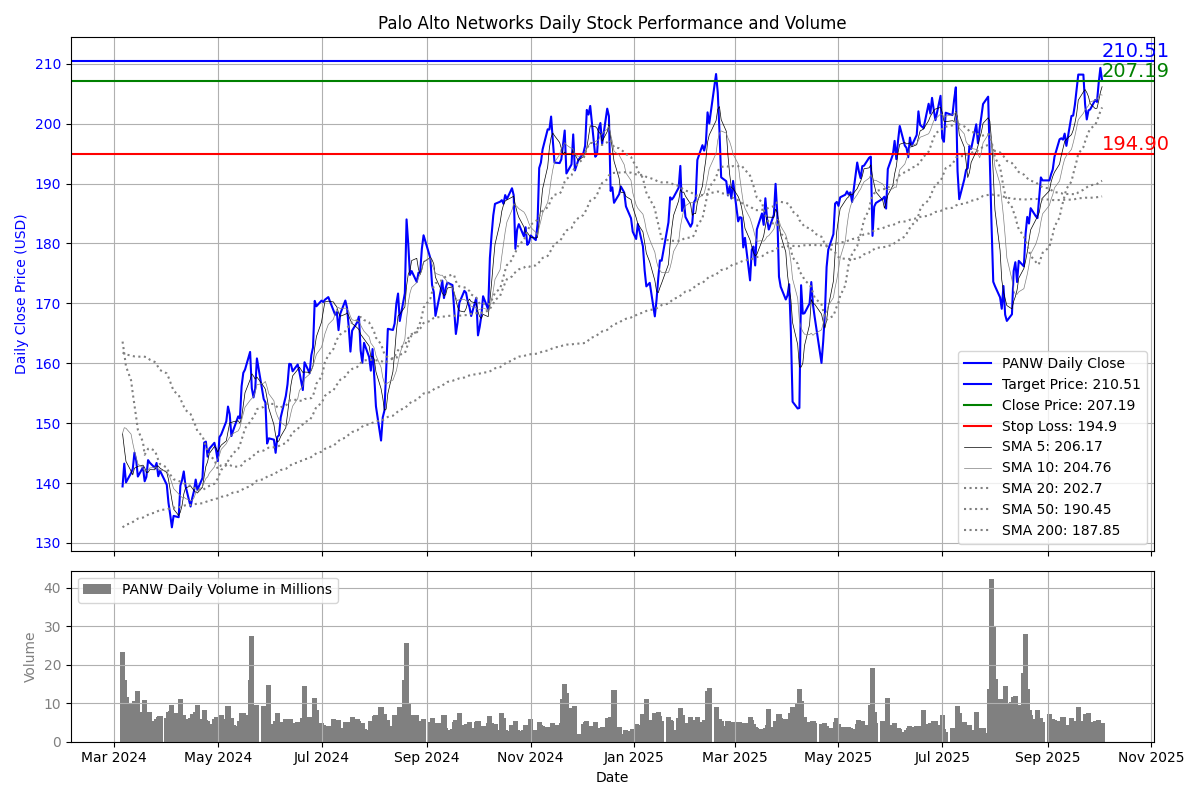 Palo Alto Networks Daily Stock Performance and Volume
210.51
207.19
194.90
210
200
190
180
170
160
150
140
130
Daily Close Price (USD)
PANW Daily Close
Target Price: 210.51
Close Price: 207.19
Stop Loss: 194.9
SMA 5: 206.17
SMA 10: 204.76
SMA 20: 202.7
SMA 50: 190.45
SMA 200: 187.85
PANW Daily Volume in Millions
40
30
20
10
0
Volume
Mar 2024 May 2024 Jul 2024 Sep 2024 Nov 2024 Jan 2025 Mar 2025 May 2025 Jul 2025 Sep 2025 Nov 2025
Date